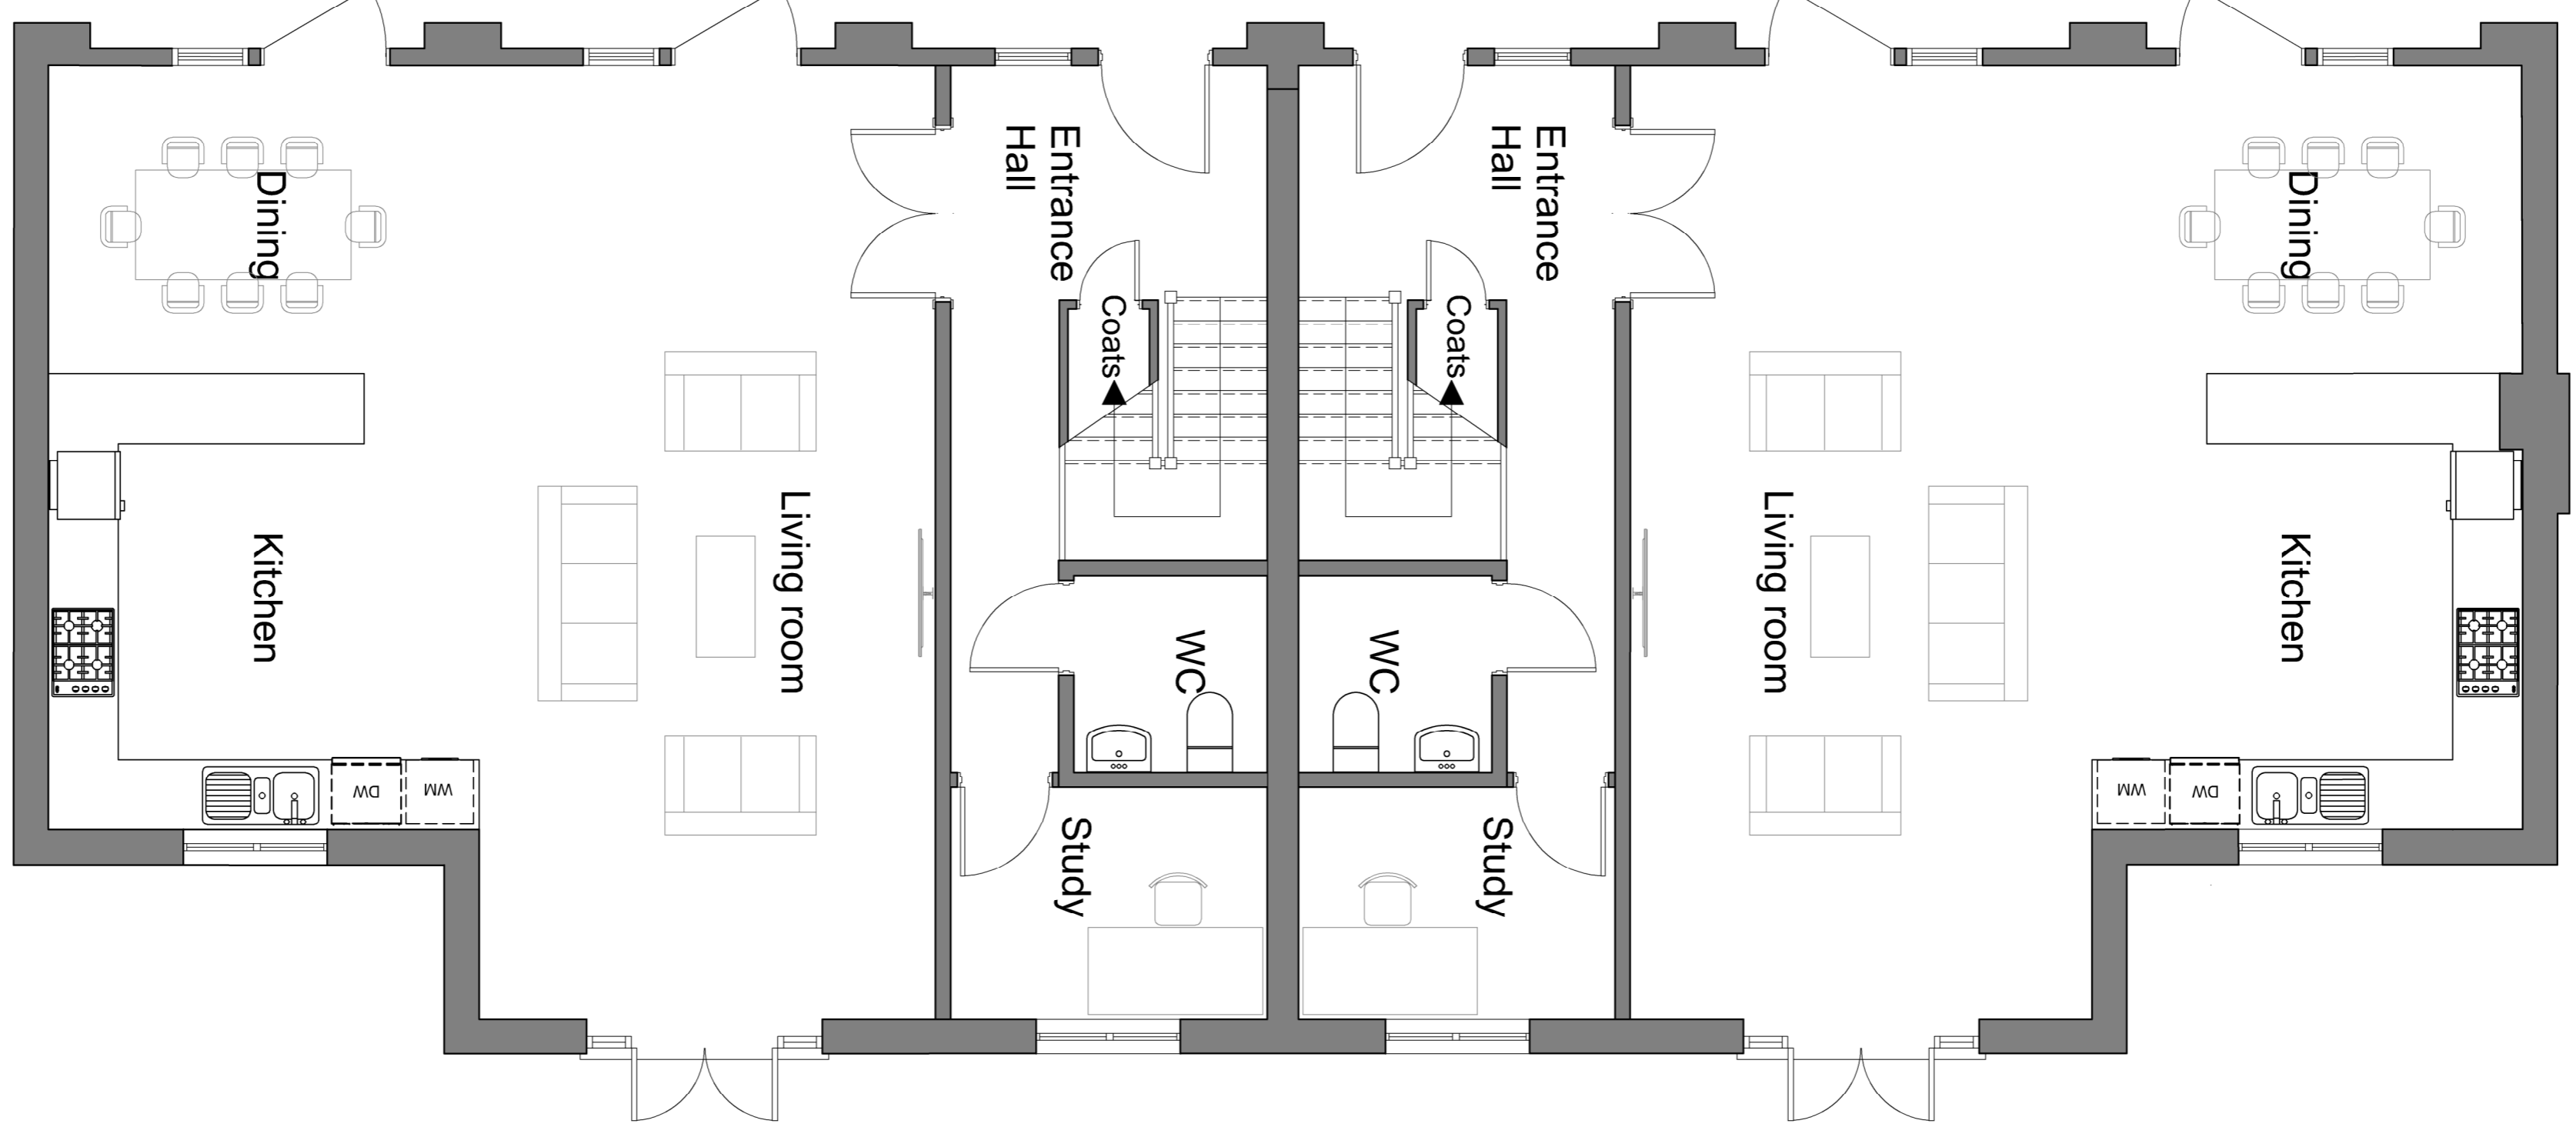 Dining
Entrance
Hall
Entrance
Hall
Dining
Coats
Coats
Kitchen
Living room
Living room
Kitchen
WC
WC
DW
WM
WM
DW
Study
Study